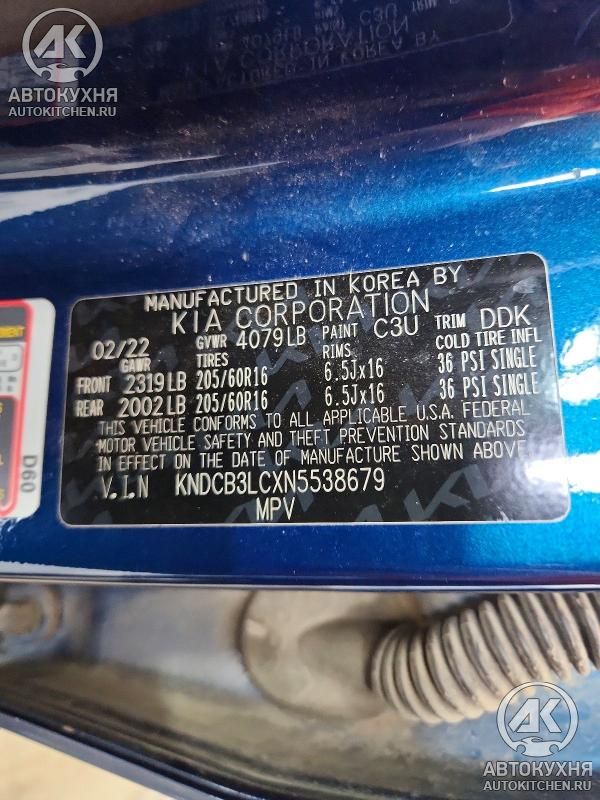 АВТОКУХНЯ
AUTOKITCHEN.RU
MANUFACTURED IN KOREA BY
KIA CORPORATION
02/22 GVWR 4079LB PAINT C3U TRIM DDK
GAWR TIRES RIMS COLD TIRE INFL
FRONT 2319LB 205/60R16 6.5Jx16 36 PSI SINGLE
REAR 2002LB 205/60R16 6.5Jx16 36 PSI SINGLE
THIS VEHICLE CONFORMS TO ALL APPLICABLE U.S.A. FEDERAL
MOTOR VEHICLE SAFETY AND THEFT PREVENTION STANDARDS
IN EFFECT ON THE DATE OF MANUFACTURE SHOWN ABOVE
V.I.N KNDCB3LCXN5538679
MPV
D60
АВТОКУХНЯ
AUTOKITCHEN.RU